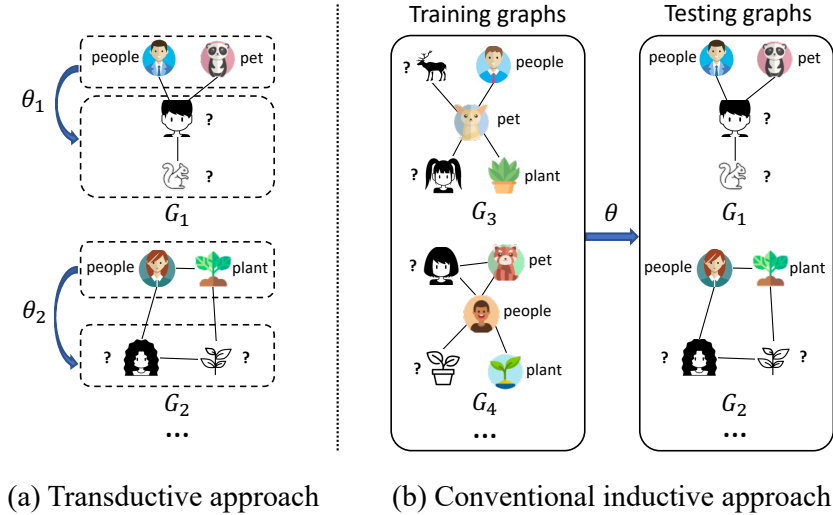 people
pet
θ1
?
?
G1
people
plant
θ2
?
?
G2
...
(a) Transductive approach
Training graphs
?
people
pet
?
plant
G3
?
pet
people
?
plant
G4
...
θ
Testing graphs
people
pet
?
?
G1
people
plant
?
?
G2
...
(b) Conventional inductive approach